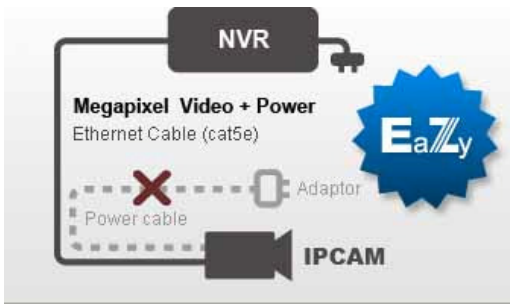 NVR
Megapixel Video + Power
Ethernet Cable (cat5e)
EaZy
Adaptor
Power cable
IPCAM